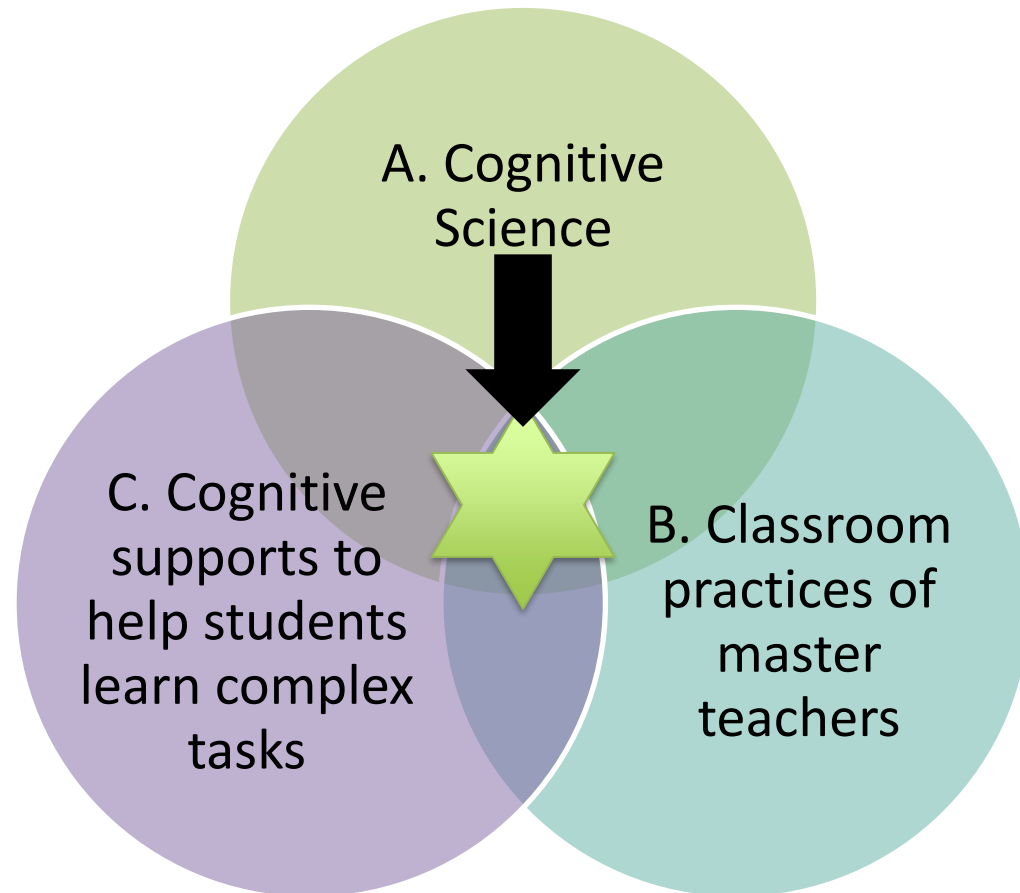 A. Cognitive
Science
C. Cognitive
supports to
help students
learn complex
tasks
B. Classroom
practices of
master
teachers